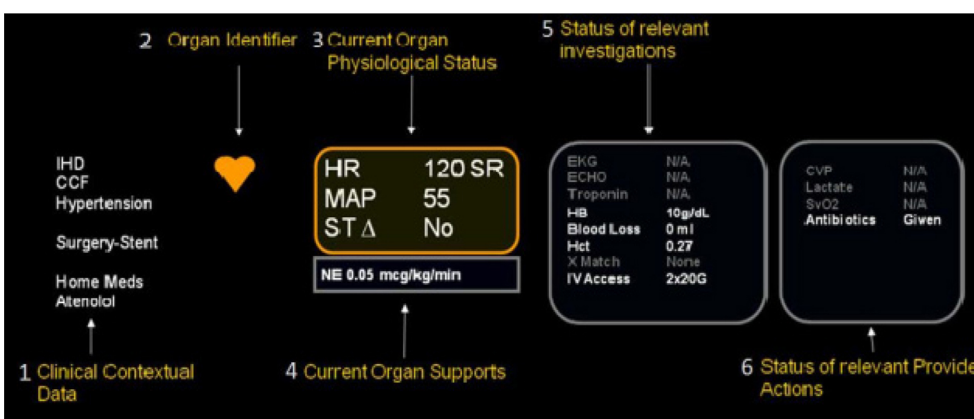 2 Organ Identifier
3 Current Organ
Physiological Status
5 Status of relevant
investigations
IHD
CCF
Hypertension
Surgery-Stent
Home Meds
Atenolol
HR 120 SR
MAP 55
ST Δ No
NE 0.05 mcg/kg/min
EKG N/A
ECHO N/A
Troponin N/A
HB 10g/dL
Blood Loss 0 ml
Hct 0.27
X Match None
IV Access 2x20G
CVP N/A
Lactate N/A
SvO2 N/A
Antibiotics Given
1 Clinical Contextual
Data
4 Current Organ Supports
6 Status of relevant Provide
Actions